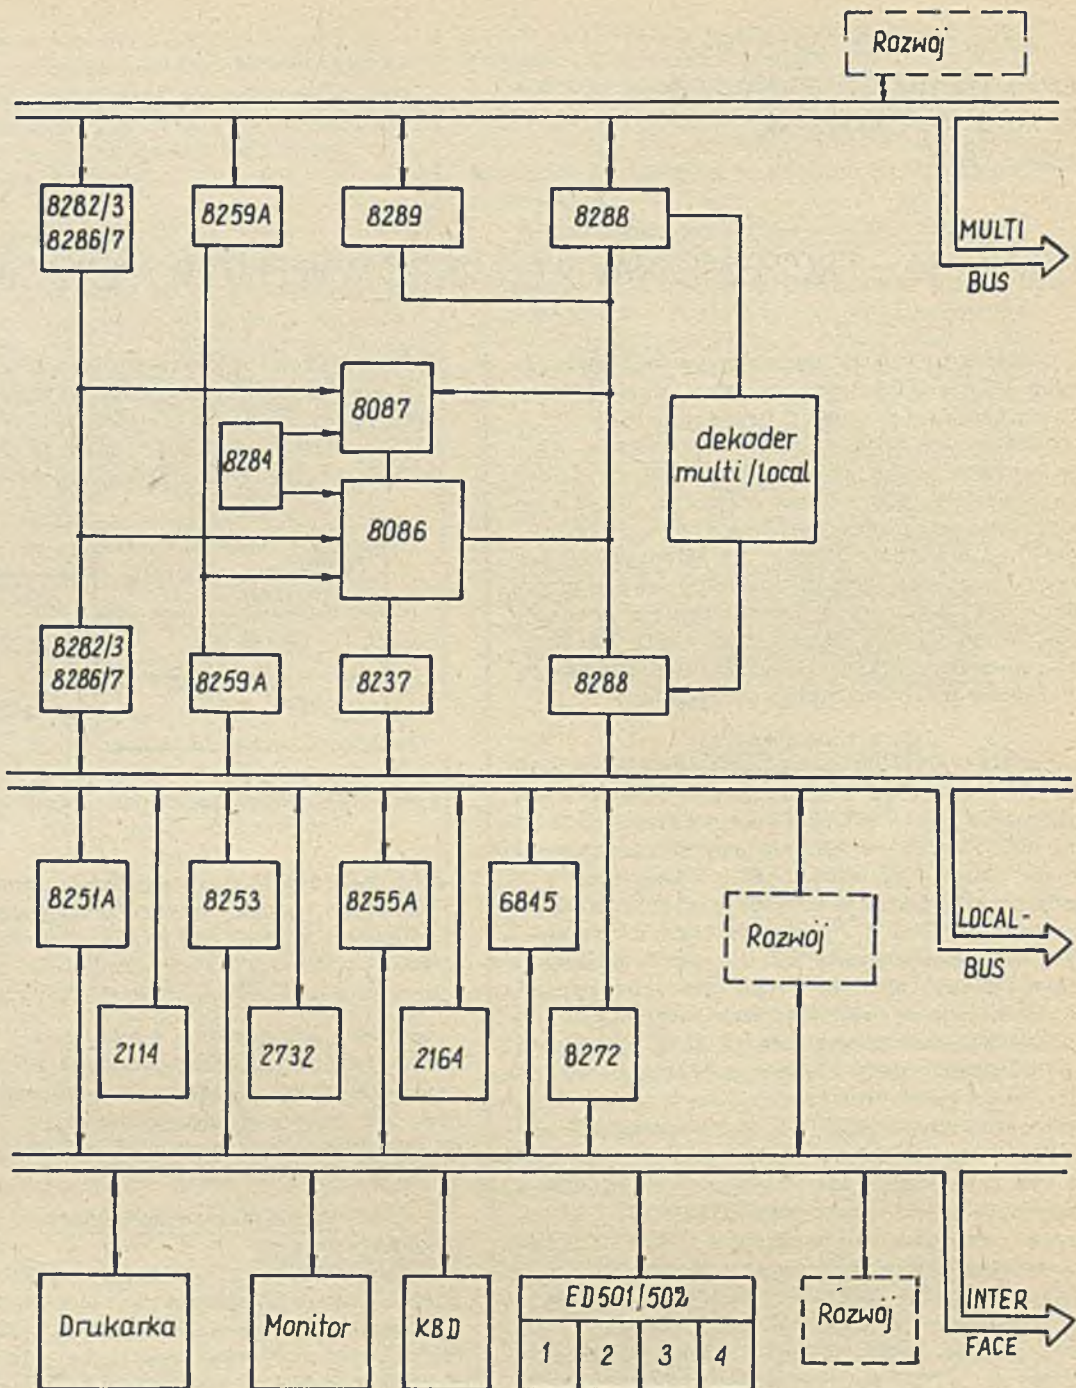 Rozwój
8282/3
8286/7
8259A
8289
8288
MULTI
BUS
8087
8284
dekoder
multi/local
8086
8282/3
8286/7
8259A
8237
8288
8251A
8253
8255A
6845
Rozwój
LOCAL-
BUS
2114
2732
2164
8272
Drukarka
Monitor
KBD
ED501/502
1 2 3 4
Rozwój
INTER
FACE